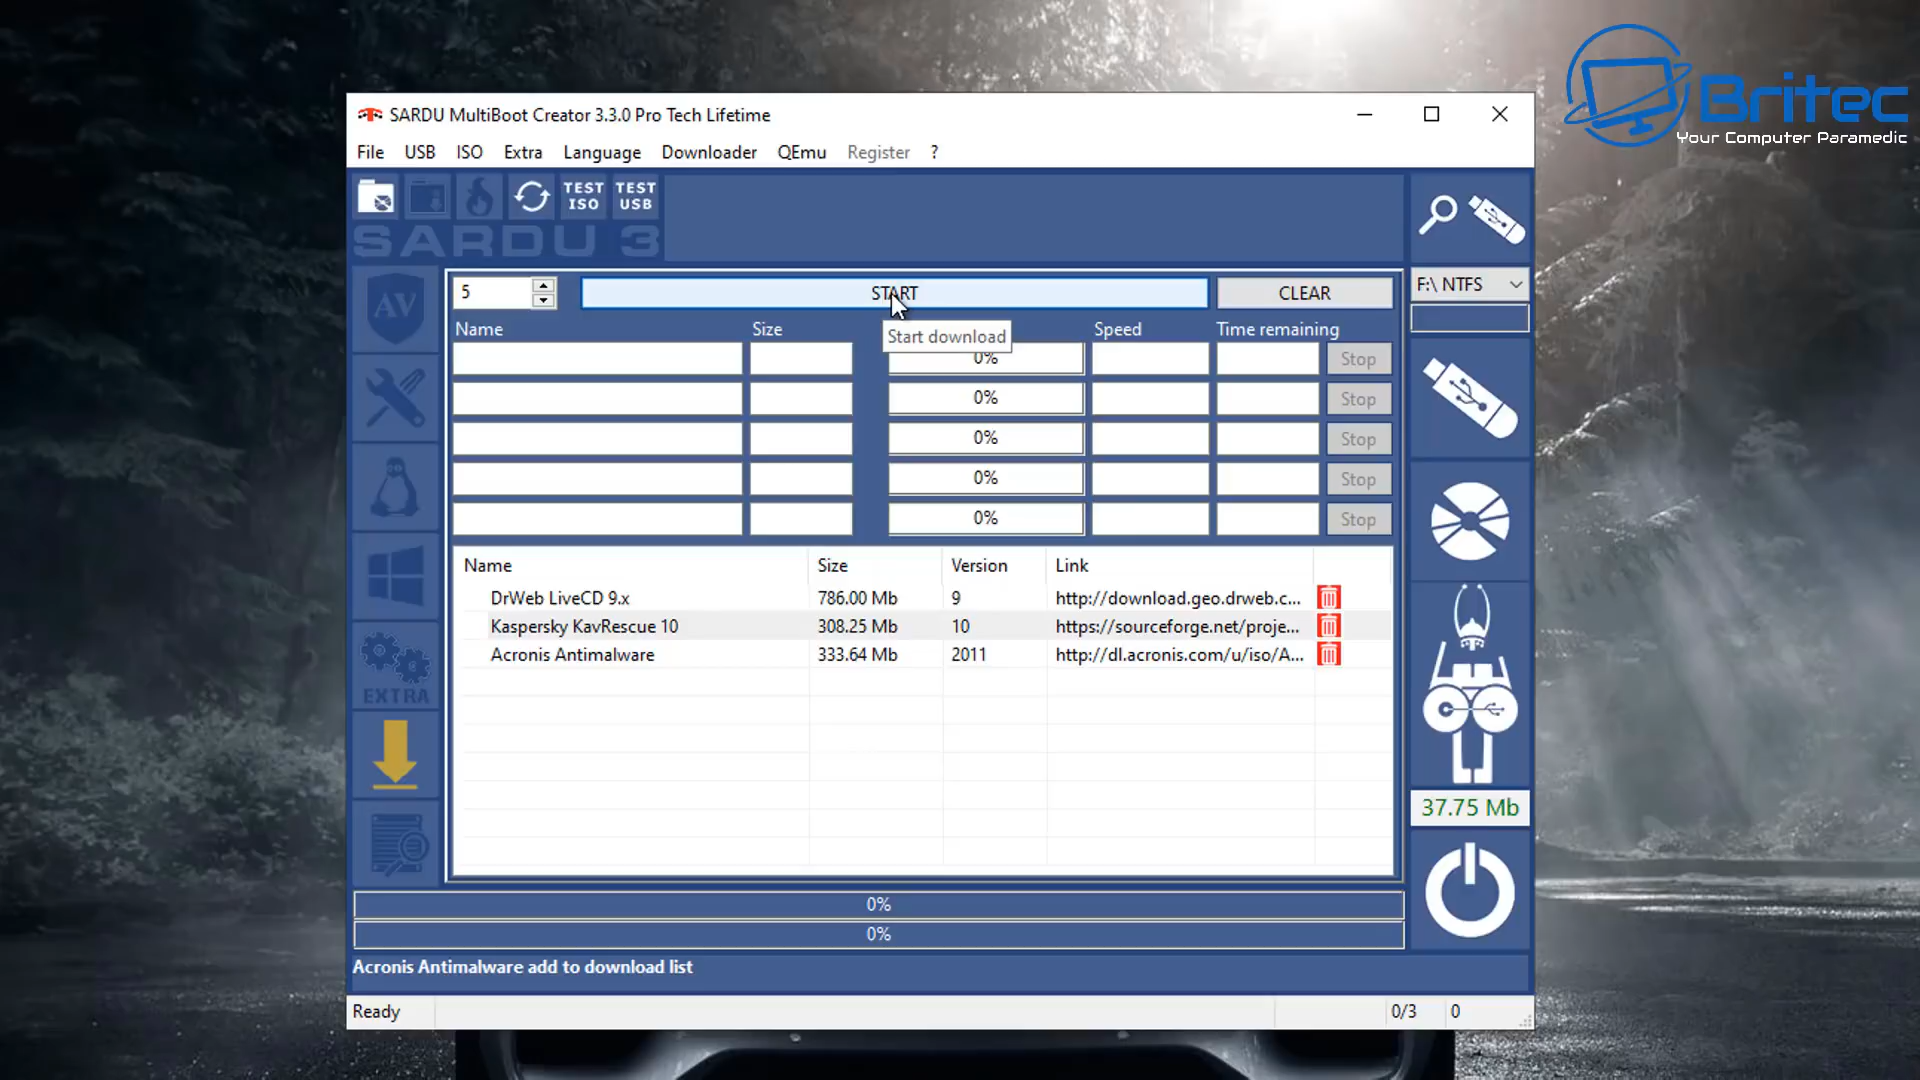 Britec
Your Computer Paramedic
SARDU MultiBoot Creator 3.3.0 Pro Tech Lifetime
File USB ISO Extra Language Downloader QEmu Register ?
TEST ISO TEST USB
SARDU 3
F:\ NTFS
5 START CLEAR
Name Size Speed Time remaining
Start download
0% Stop
0% Stop
0% Stop
0% Stop
0% Stop
AV
EXTRA
Name Size Version Link
DrWeb LiveCD 9.x 786.00 Mb 9 http://download.geo.drweb.c...
Kaspersky KavRescue 10 308.25 Mb 10 https://sourceforge.net/proje...
Acronis Antimalware 333.64 Mb 2011 http://dl.acronis.com/u/iso/A...
37.75 Mb
0%
0%
Acronis Antimalware add to download list
Ready 0/3 0